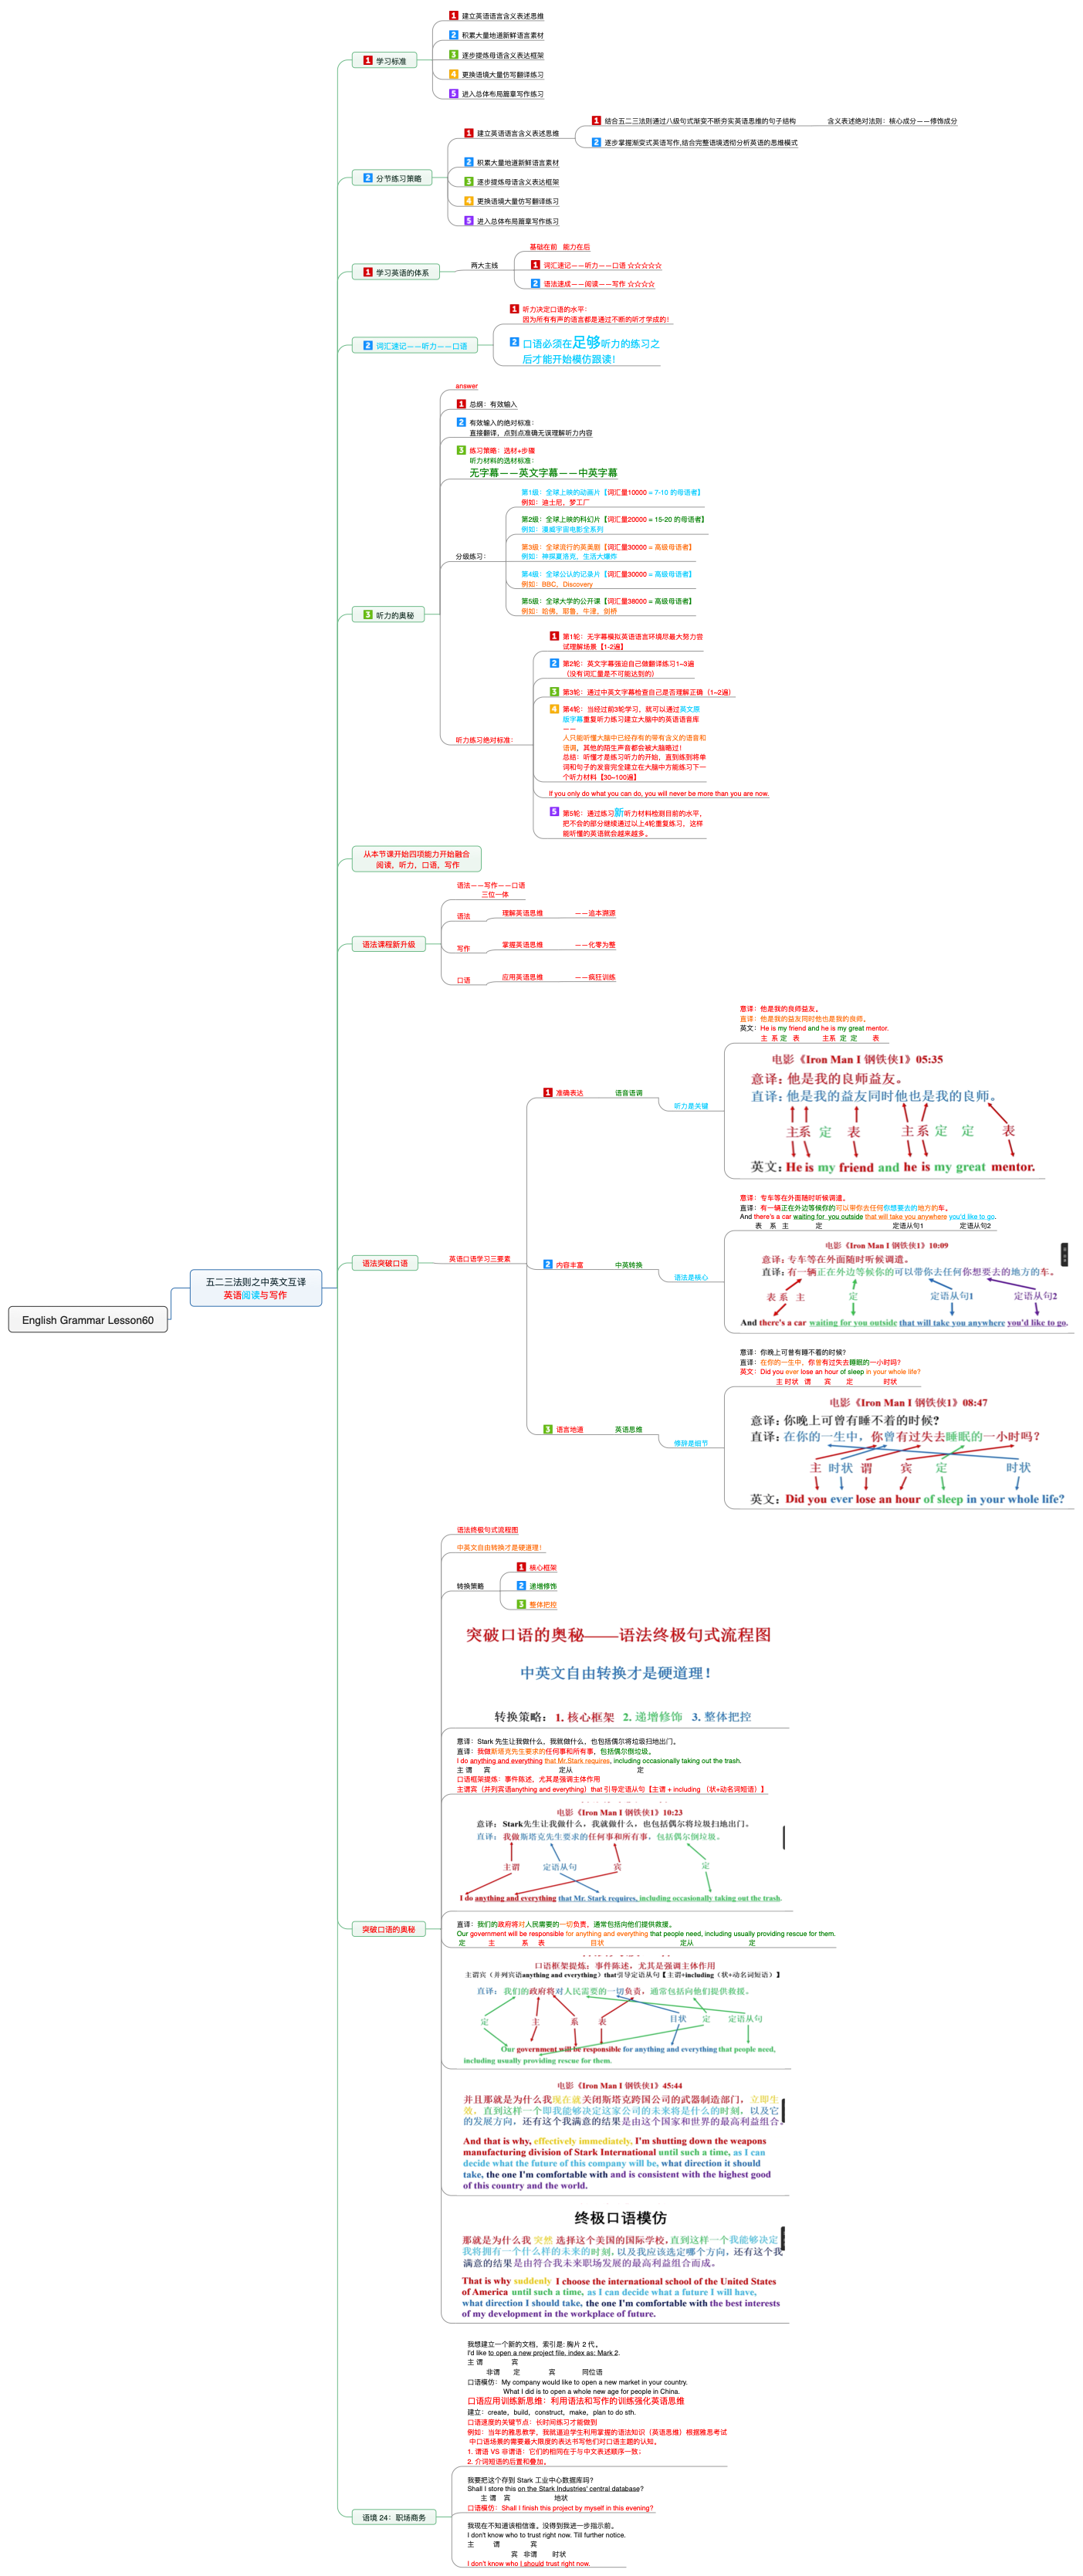 English Grammar Lesson60
五二三法则之中英文互译
英语阅读与写作
1 学习标准
1 建立英语语言含义表述思维
2 积累大量地道新鲜语言素材
3 逐步提炼母语含义表达框架
4 更换语境大量仿写翻译练习
5 进入总体布局篇章写作练习
2 分节练习策略
1 建立英语语言含义表述思维
1 结合五二三法则通过八级句式渐变不断夯实英语思维的句子结构
含义表述绝对法则：核心成分——修饰成分
2 逐步掌握渐变式英语写作,结合完整语境透彻分析英语的思维模式
2 积累大量地道新鲜语言素材
3 逐步提炼母语含义表达框架
4 更换语境大量仿写翻译练习
5 进入总体布局篇章写作练习
1 学习英语的体系
两大主线
基础在前 能力在后
1 词汇速记——听力——口语 ☆☆☆☆☆
2 语法速成——阅读——写作 ☆☆☆☆
2 词汇速记——听力——口语
1 听力决定口语的水平：
因为所有有声的语言都是通过不断的听才学成的！
2 口语必须在足够听力的练习之
后才能开始模仿跟读！
3 听力的奥秘
answer
1 总纲：有效输入
2 有效输入的绝对标准：
直接翻译，点到点准确无误理解听力内容
3 练习策略：选材+步骤
听力材料的选材标准：
无字幕——英文字幕——中英字幕
分级练习：
第1级：全球上映的动画片【词汇量10000 = 7-10 的母语者】
例如：迪士尼，梦工厂
第2级：全球上映的科幻片【词汇量20000 = 15-20 的母语者】
例如：漫威宇宙电影全系列
第3级：全球流行的英美剧【词汇量30000 = 高级母语者】
例如：神探夏洛克，生活大爆炸
第4级：全球公认的记录片【词汇量30000 = 高级母语者】
例如：BBC，Discovery
第5级：全球大学的公开课【词汇量38000 = 高级母语者】
例如：哈佛，耶鲁，牛津，剑桥
听力练习绝对标准：
1 第1轮：无字幕模拟英语语言环境尽最大努力尝
试理解场景【1-2遍】
2 第2轮：英文字幕强迫自己做翻译练习1~3遍
（没有词汇量是不可能达到的）
3 第3轮：通过中英文字幕检查自己是否理解正确（1~2遍）
4 第4轮：当经过前3轮学习，就可以通过英文原
版字幕重复听力练习建立大脑中的英语语音库
——
人只能听懂大脑中已经存有的带有含义的语音和
语调，其他的陌生声音都会被大脑略过！
总结：听懂才是练习听力的开始，直到练到将单
词和句子的发音完全建立在大脑中方能练习下一
个听力材料【30~100遍】
If you only do what you can do, you will never be more than you are now.
5 第5轮：通过练习新听力材料检测目前的水平，
把不会的部分继续通过以上4轮重复练习，这样
能听懂的英语就会越来越多。
从本节课开始四项能力开始融合
阅读，听力，口语，写作
语法课程新升级
语法——写作——口语
三位一体
语法 理解英语思维 ——追本溯源
写作 掌握英语思维 ——化零为整
口语 应用英语思维 ——疯狂训练
语法突破口语
英语口语学习三要素
1 准确表达 语音语调
听力是关键
意译：他是我的良师益友。
直译：他是我的益友同时他也是我的良师。
英文：He is my friend and he is my great mentor.
主 系 定 表 主系 定 定 表
电影《Iron Man I 钢铁侠1》05:35
意译：他是我的良师益友。
直译：他是我的益友同时他也是我的良师。
主系 定 表 主系 定 定 表
英文：He is my friend and he is my great mentor.
2 内容丰富 中英转换
语法是核心
意译：专车等在外面随时听候调遣。
直译：有一辆正在外边等候你的可以带你去任何你想要去的地方的车。
And there's a car waiting for you outside that will take you anywhere you'd like to go.
表 系 主 定 定语从句1 定语从句2
电影《Iron Man I 钢铁侠1》10:09
意译：专车等在外面随时听候调遣。
直译：有一辆正在外边等候你的可以带你去任何你想要去的地方的车。
表 系 主 定 定语从句1 定语从句2
And there's a car waiting for you outside that will take you anywhere you'd like to go.
3 语言地道 英语思维
修辞是细节
意译：你晚上可曾有睡不着的时候?
直译：在你的一生中，你曾有过失去睡眠的一小时吗?
英文：Did you ever lose an hour of sleep in your whole life?
主 时状 谓 宾 定 时状
电影《Iron Man I 钢铁侠1》08:47
意译：你晚上可曾有睡不着的时候?
直译：在你的一生中，你曾有过失去睡眠的一小时吗?
主 时状 谓 宾 定 时状
英文：Did you ever lose an hour of sleep in your whole life?
突破口语的奥秘
语法终极句式流程图
中英文自由转换才是硬道理！
转换策略
1 核心框架
2 递增修饰
3 整体把控
突破口语的奥秘——语法终极句式流程图
中英文自由转换才是硬道理！
转换策略：1. 核心框架 2. 递增修饰 3. 整体把控
意译：Stark 先生让我做什么，我就做什么，也包括偶尔将垃圾扫地出门。
直译：我做斯塔克先生要求的任何事和所有事，包括偶尔倒垃圾。
I do anything and everything that Mr.Stark requires, including occasionally taking out the trash.
主 谓 宾 定从 定
口语框架提炼：事件陈述，尤其是强调主体作用
主谓宾（并列宾语anything and everything）that 引导定语从句【主谓 + including （状+动名词短语）】
电影《Iron Man I 钢铁侠1》10:23
意译：Stark先生让我做什么，我就做什么，也包括偶尔将垃圾扫地出门。
直译：我做斯塔克先生要求的任何事和所有事，包括偶尔倒垃圾。
主谓 定语从句 宾 定
I do anything and everything that Mr. Stark requires, including occasionally taking out the trash.
直译：我们的政府将对人民需要的一切负责，通常包括向他们提供救援。
Our government will be responsible for anything and everything that people need, including usually providing rescue for them.
定 主 系 表 目状 定从 定
口语框架提炼：事件陈述，尤其是强调主体作用
主谓宾（并列宾语anything and everything）that引导定语从句【主谓+including（状+动名词短语）】
直译：我们的政府将对人民需要的一切负责，通常包括向他们提供救援。
定 主 系 表 目状 定 定语从句
Our government will be responsible for anything and everything that people need,
including usually providing rescue for them.
电影《Iron Man I 钢铁侠1》45:44
并且那就是为什么我现在就关闭斯塔克跨国公司的武器制造部门，立即生
效，直到这样一个即我能够决定这家公司的未来将是什么的时刻，以及它
的发展方向，还有这个我满意的结果是由这个国家和世界的最高利益组合。
And that is why, effectively immediately, I'm shutting down the weapons
manufacturing division of Stark International until such a time, as I can
decide what the future of this company will be, what direction it should
take, the one I'm comfortable with and is consistent with the highest good
of this country and the world.
终极口语模仿
那就是为什么我 突然 选择这个美国的国际学校，直到这样一个我能够决定
我将拥有一个什么样的未来的时刻，以及我应该选定哪个方向，还有这个我
满意的结果是由符合我未来职场发展的最高利益组合而成。
That is why suddenly I choose the international school of the United States
of America until such a time, as I can decide what a future I will have,
what direction I should take, the one I'm comfortable with the best interests
of my development in the workplace of future.
语境 24：职场商务
我想建立一个新的文档，索引是: 胸片 2 代。
I'd like to open a new project file, index as: Mark 2.
主 谓 宾
非谓 定 宾 同位语
口语模仿：My company would like to open a new market in your country.
What I did is to open a whole new age for people in China.
口语应用训练新思维：利用语法和写作的训练强化英语思维
建立：create，build，construct，make，plan to do sth.
口语速度的关键节点：长时间练习才能做到
例如：当年的雅思教学，我就逼迫学生利用掌握的语法知识（英语思维）根据雅思考试
中口语场景的需要最大限度的表达书写他们对口语主题的认知。
1. 谓语 VS 非谓语：它们的相同在于与中文表述顺序一致；
2. 介词短语的后置和叠加。
我要把这个存到 Stark 工业中心数据库吗？
Shall I store this on the Stark Industries' central database?
主 谓 宾 地状
口语模仿：Shall I finish this project by myself in this evening?
我现在不知道该相信谁。没得到我进一步指示前。
I don't know who to trust right now. Till further notice.
主 谓 宾
宾 非谓 时状
I don't know who I should trust right now.